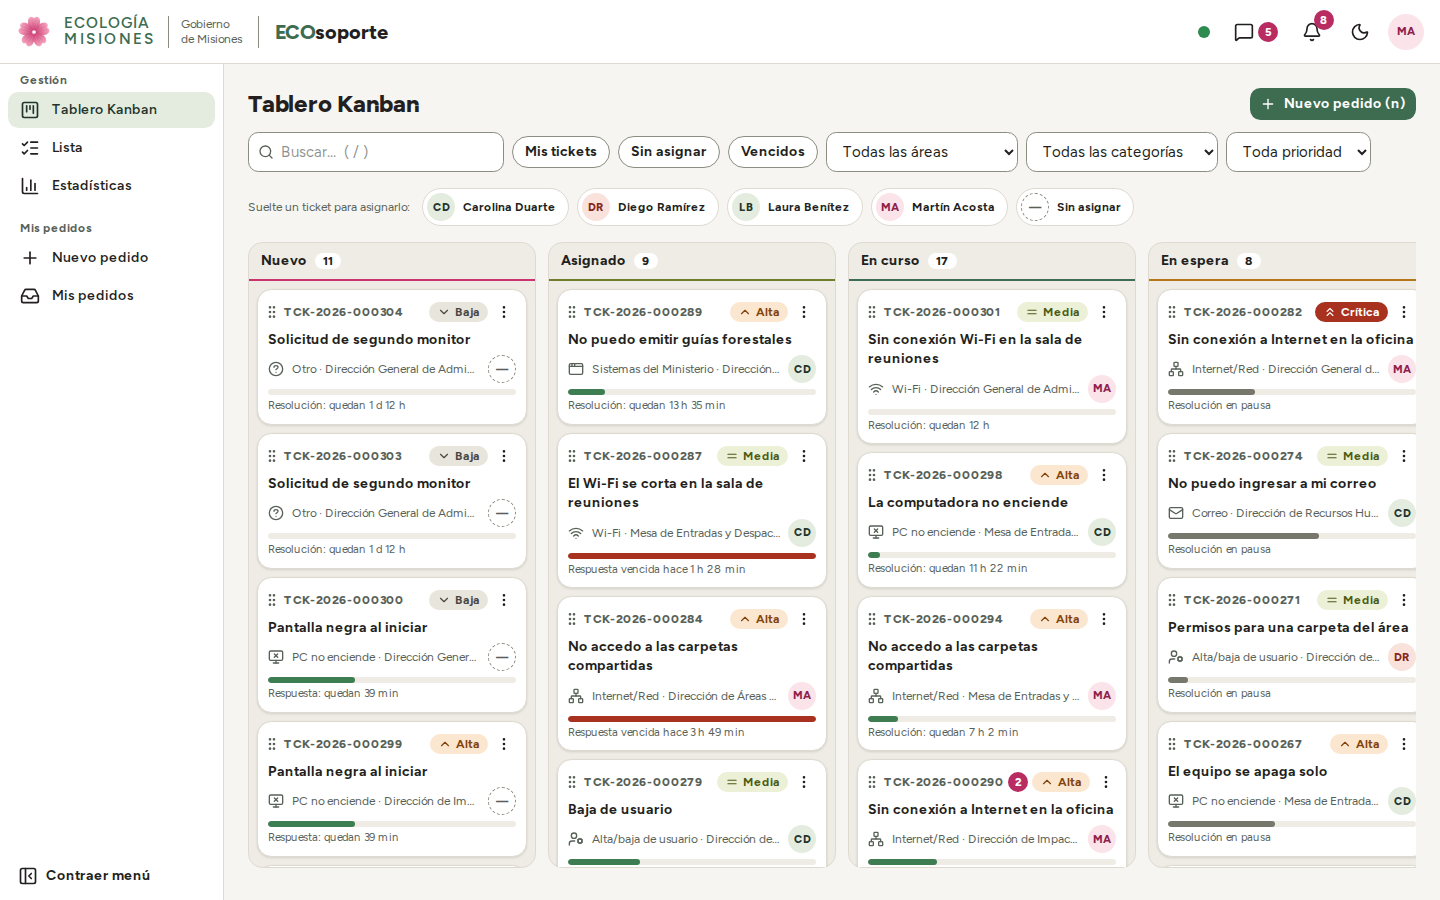 ECOLOGÍA
MISIONES
Gobierno
de Misiones
ECOsoporte
5
8
MA
Gestión
Tablero Kanban
Lista
Estadísticas
Mis pedidos
Nuevo pedido
Mis pedidos
Contraer menú
Tablero Kanban
Nuevo pedido (n)
Buscar... ( / )
Mis tickets
Sin asignar
Vencidos
Todas las áreas
Todas las categorías
Toda prioridad
Suelte un ticket para asignarlo:
CD Carolina Duarte
DR Diego Ramírez
LB Laura Benítez
MA Martín Acosta
— Sin asignar
Nuevo 11
TCK-2026-000304 Baja
Solicitud de segundo monitor
Otro · Dirección General de Admi...
Resolución: quedan 1 d 12 h
TCK-2026-000303 Baja
Solicitud de segundo monitor
Otro · Dirección General de Admi...
Resolución: quedan 1 d 12 h
TCK-2026-000300 Baja
Pantalla negra al iniciar
PC no enciende · Dirección Gener...
Respuesta: quedan 39 min
TCK-2026-000299 Alta
Pantalla negra al iniciar
PC no enciende · Dirección de Im...
Respuesta: quedan 39 min
Asignado 9
TCK-2026-000289 Alta
No puedo emitir guías forestales
Sistemas del Ministerio · Dirección... CD
Resolución: quedan 13 h 35 min
TCK-2026-000287 Media
El Wi-Fi se corta en la sala de
reuniones
Wi-Fi · Mesa de Entradas y Despac... CD
Respuesta vencida hace 1 h 28 min
TCK-2026-000284 Alta
No accedo a las carpetas
compartidas
Internet/Red · Dirección de Áreas ... MA
Respuesta vencida hace 3 h 49 min
TCK-2026-000279 Media
Baja de usuario
Alta/baja de usuario · Dirección de... CD
En curso 17
TCK-2026-000301 Media
Sin conexión Wi-Fi en la sala de
reuniones
Wi-Fi · Dirección General de Admi... MA
Resolución: quedan 12 h
TCK-2026-000298 Alta
La computadora no enciende
PC no enciende · Mesa de Entrada... CD
Resolución: quedan 11 h 22 min
TCK-2026-000294 Alta
No accedo a las carpetas
compartidas
Internet/Red · Mesa de Entradas y ... MA
Resolución: quedan 7 h 2 min
TCK-2026-000290 2 Alta
Sin conexión a Internet en la oficina
Internet/Red · Dirección de Impac... MA
En espera 8
TCK-2026-000282 Crítica
Sin conexión a Internet en la oficina
Internet/Red · Dirección General d... MA
Resolución en pausa
TCK-2026-000274 Media
No puedo ingresar a mi correo
Correo · Dirección de Recursos Hu... CD
Resolución en pausa
TCK-2026-000271 Media
Permisos para una carpeta del área
Alta/baja de usuario · Dirección de... DR
Resolución en pausa
TCK-2026-000267 Alta
El equipo se apaga solo
PC no enciende · Mesa de Entrada... CD
Resolución en pausa